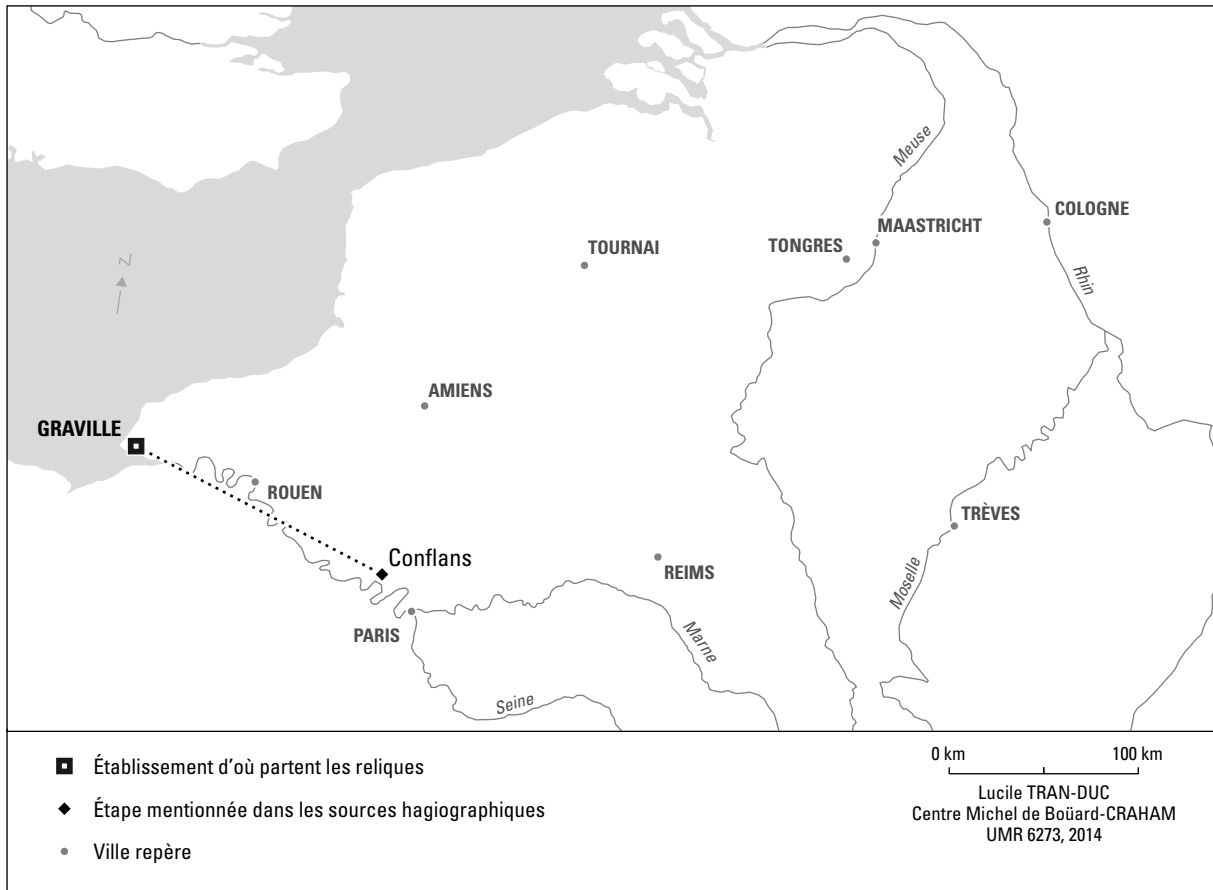 Meuse
COLOGNE
MAASTRICHT
TOURNAI
TONGRES
Z
Rhin
AMIENS
GRAVILLE
ROUEN
TRÈVES
Conflans
REIMS
Moselle
PARIS
Marne
Seine
Établissement d'où partent les reliques
Étape mentionnée dans les sources hagiographiques
Ville repère
0 km 100 km
Lucile TRAN-DUC
Centre Michel de Boüard-CRAHAM
UMR 6273, 2014